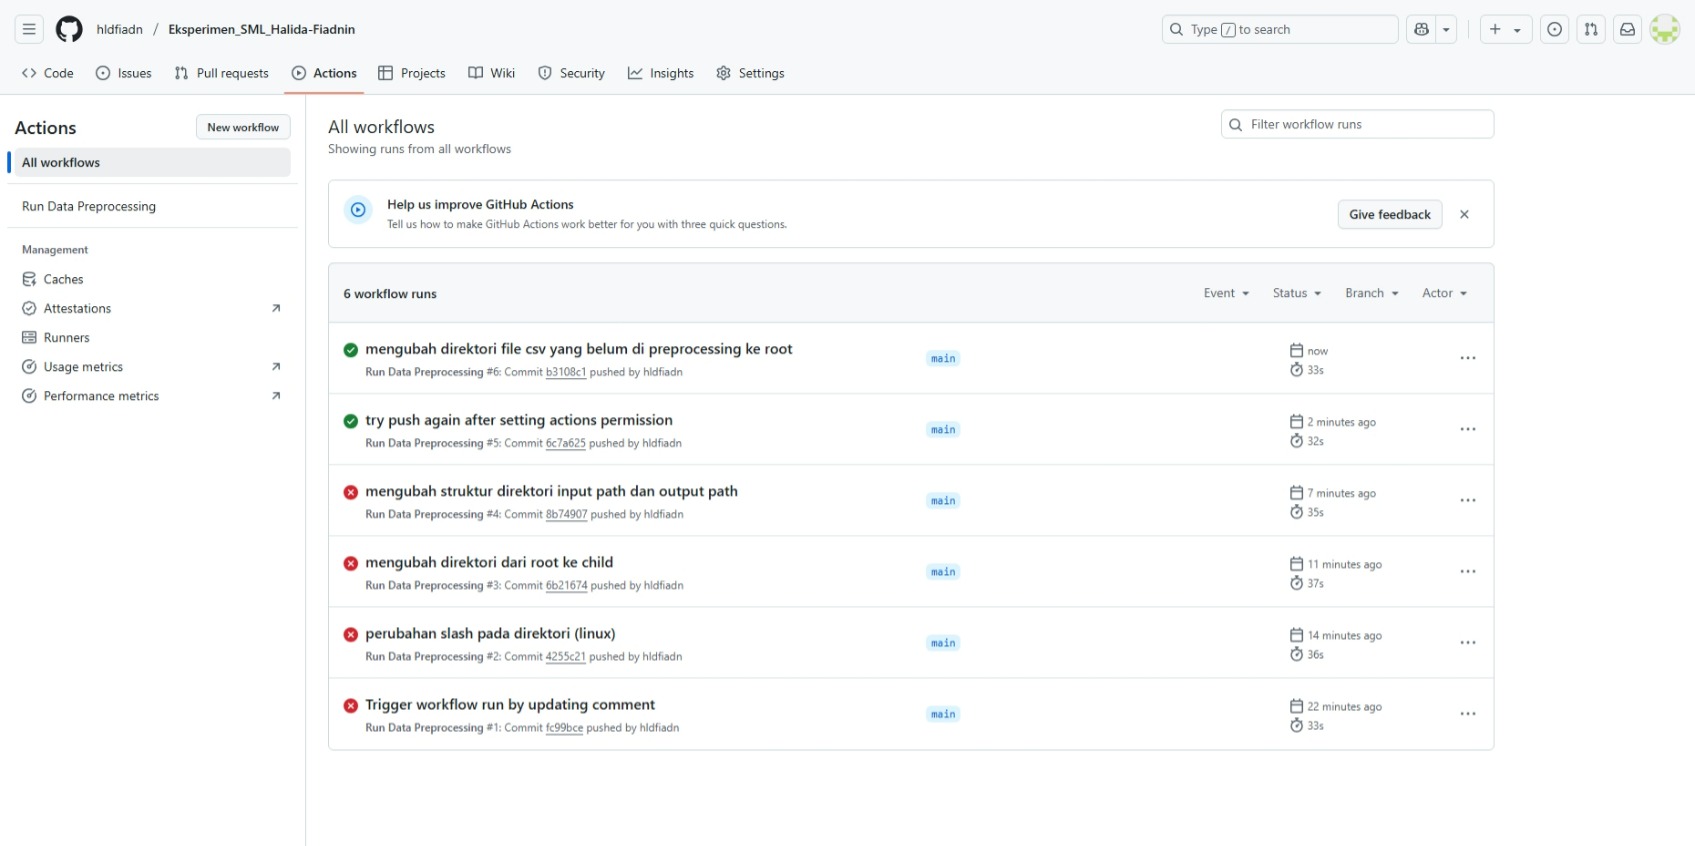 hldfiadn / Eksperimen_SML_Halida-Fiadnin
Type / to search
Code Issues Pull requests Actions Projects Wiki Security Insights Settings
Actions
New workflow
All workflows
Run Data Preprocessing
Management
Caches
Attestations
Runners
Usage metrics
Performance metrics
All workflows
Showing runs from all workflows
Filter workflow runs
Help us improve GitHub Actions
Tell us how to make GitHub Actions work better for you with three quick questions.
Give feedback
6 workflow runs
Event Status Branch Actor
mengubah direktori file csv yang belum di preprocessing ke root
Run Data Preprocessing #6: Commit b3108c1 pushed by hldfiadn
main
now
33s
try push again after setting actions permission
Run Data Preprocessing #5: Commit 6c7a625 pushed by hldfiadn
main
2 minutes ago
32s
mengubah struktur direktori input path dan output path
Run Data Preprocessing #4: Commit 8b74907 pushed by hldfiadn
main
7 minutes ago
35s
mengubah direktori dari root ke child
Run Data Preprocessing #3: Commit 6b21674 pushed by hldfiadn
main
11 minutes ago
37s
perubahan slash pada direktori (linux)
Run Data Preprocessing #2: Commit 4255c21 pushed by hldfiadn
main
14 minutes ago
36s
Trigger workflow run by updating comment
Run Data Preprocessing #1: Commit fc99bce pushed by hldfiadn
main
22 minutes ago
33s